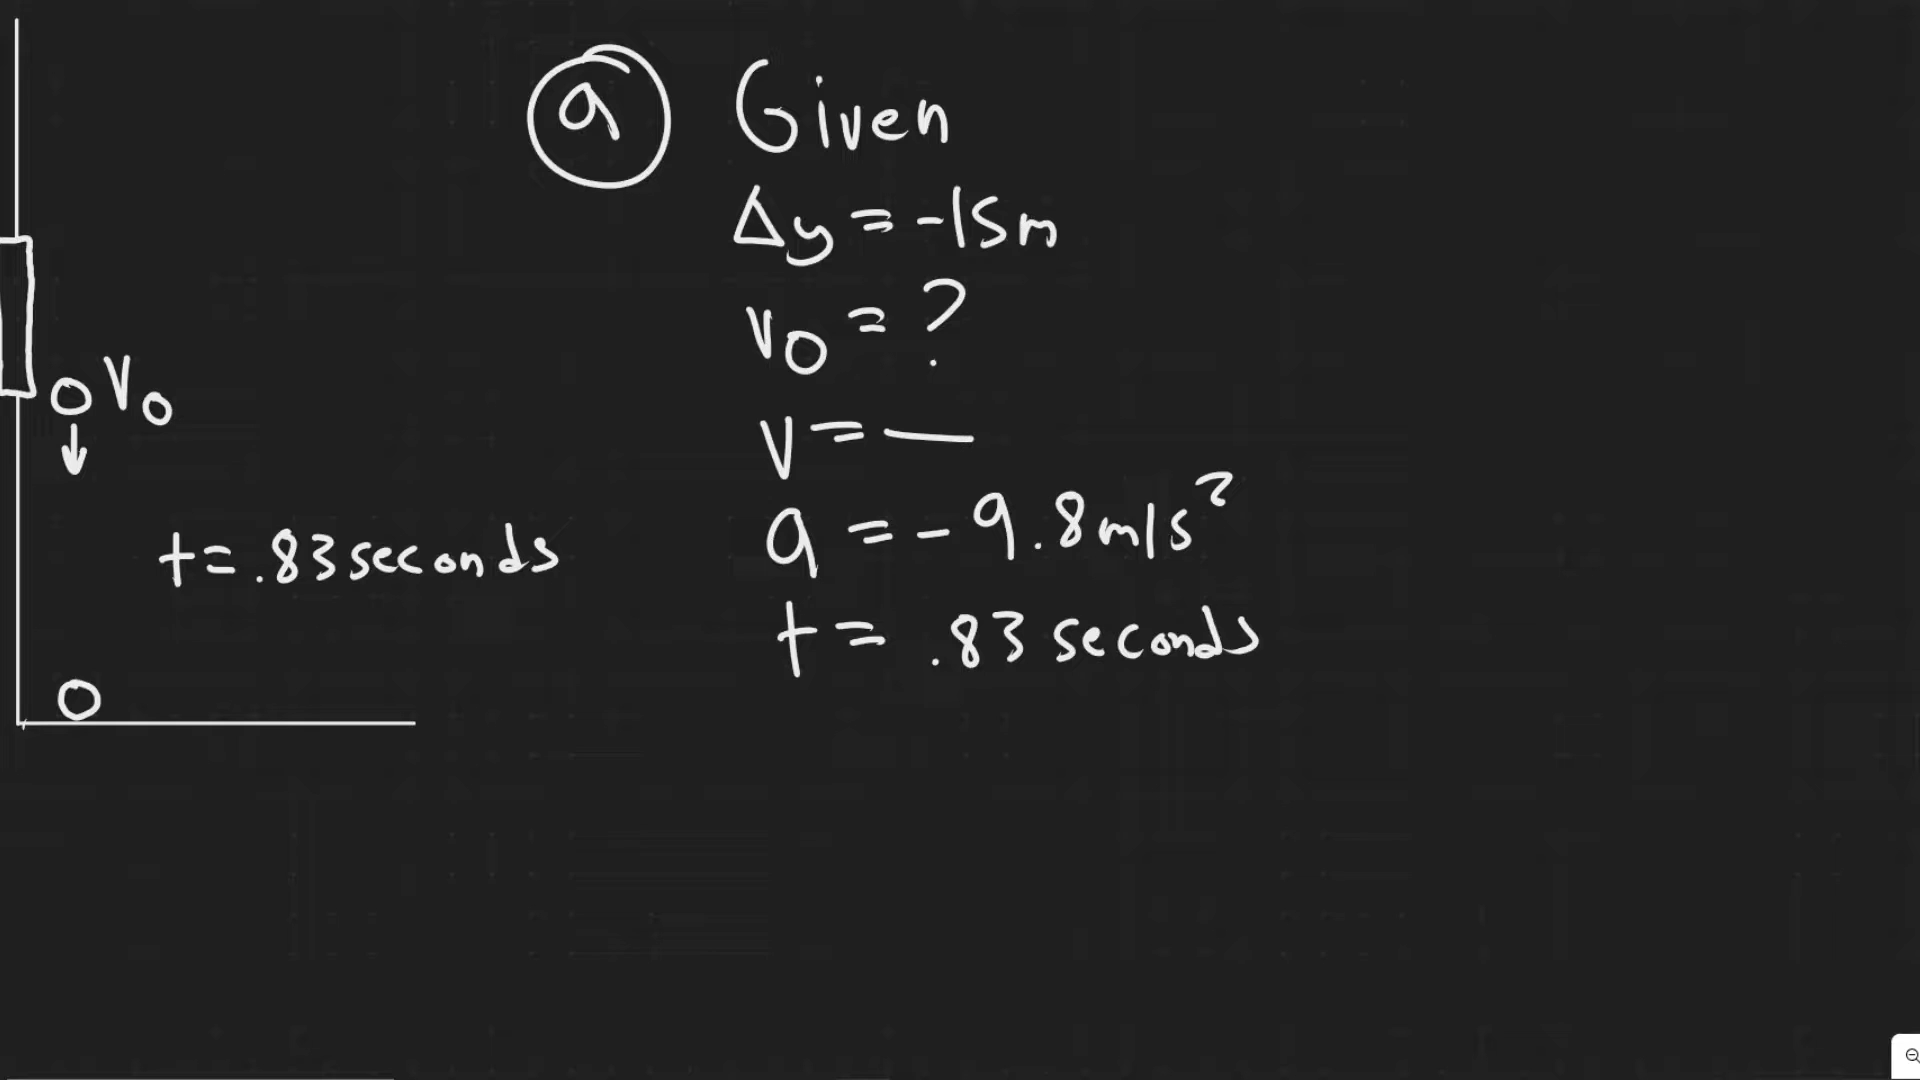 a Given
Δy = -15m
v0 = ?
v = —
v0
a = -9.8m/s²
t = .83 seconds
t = .83 seconds